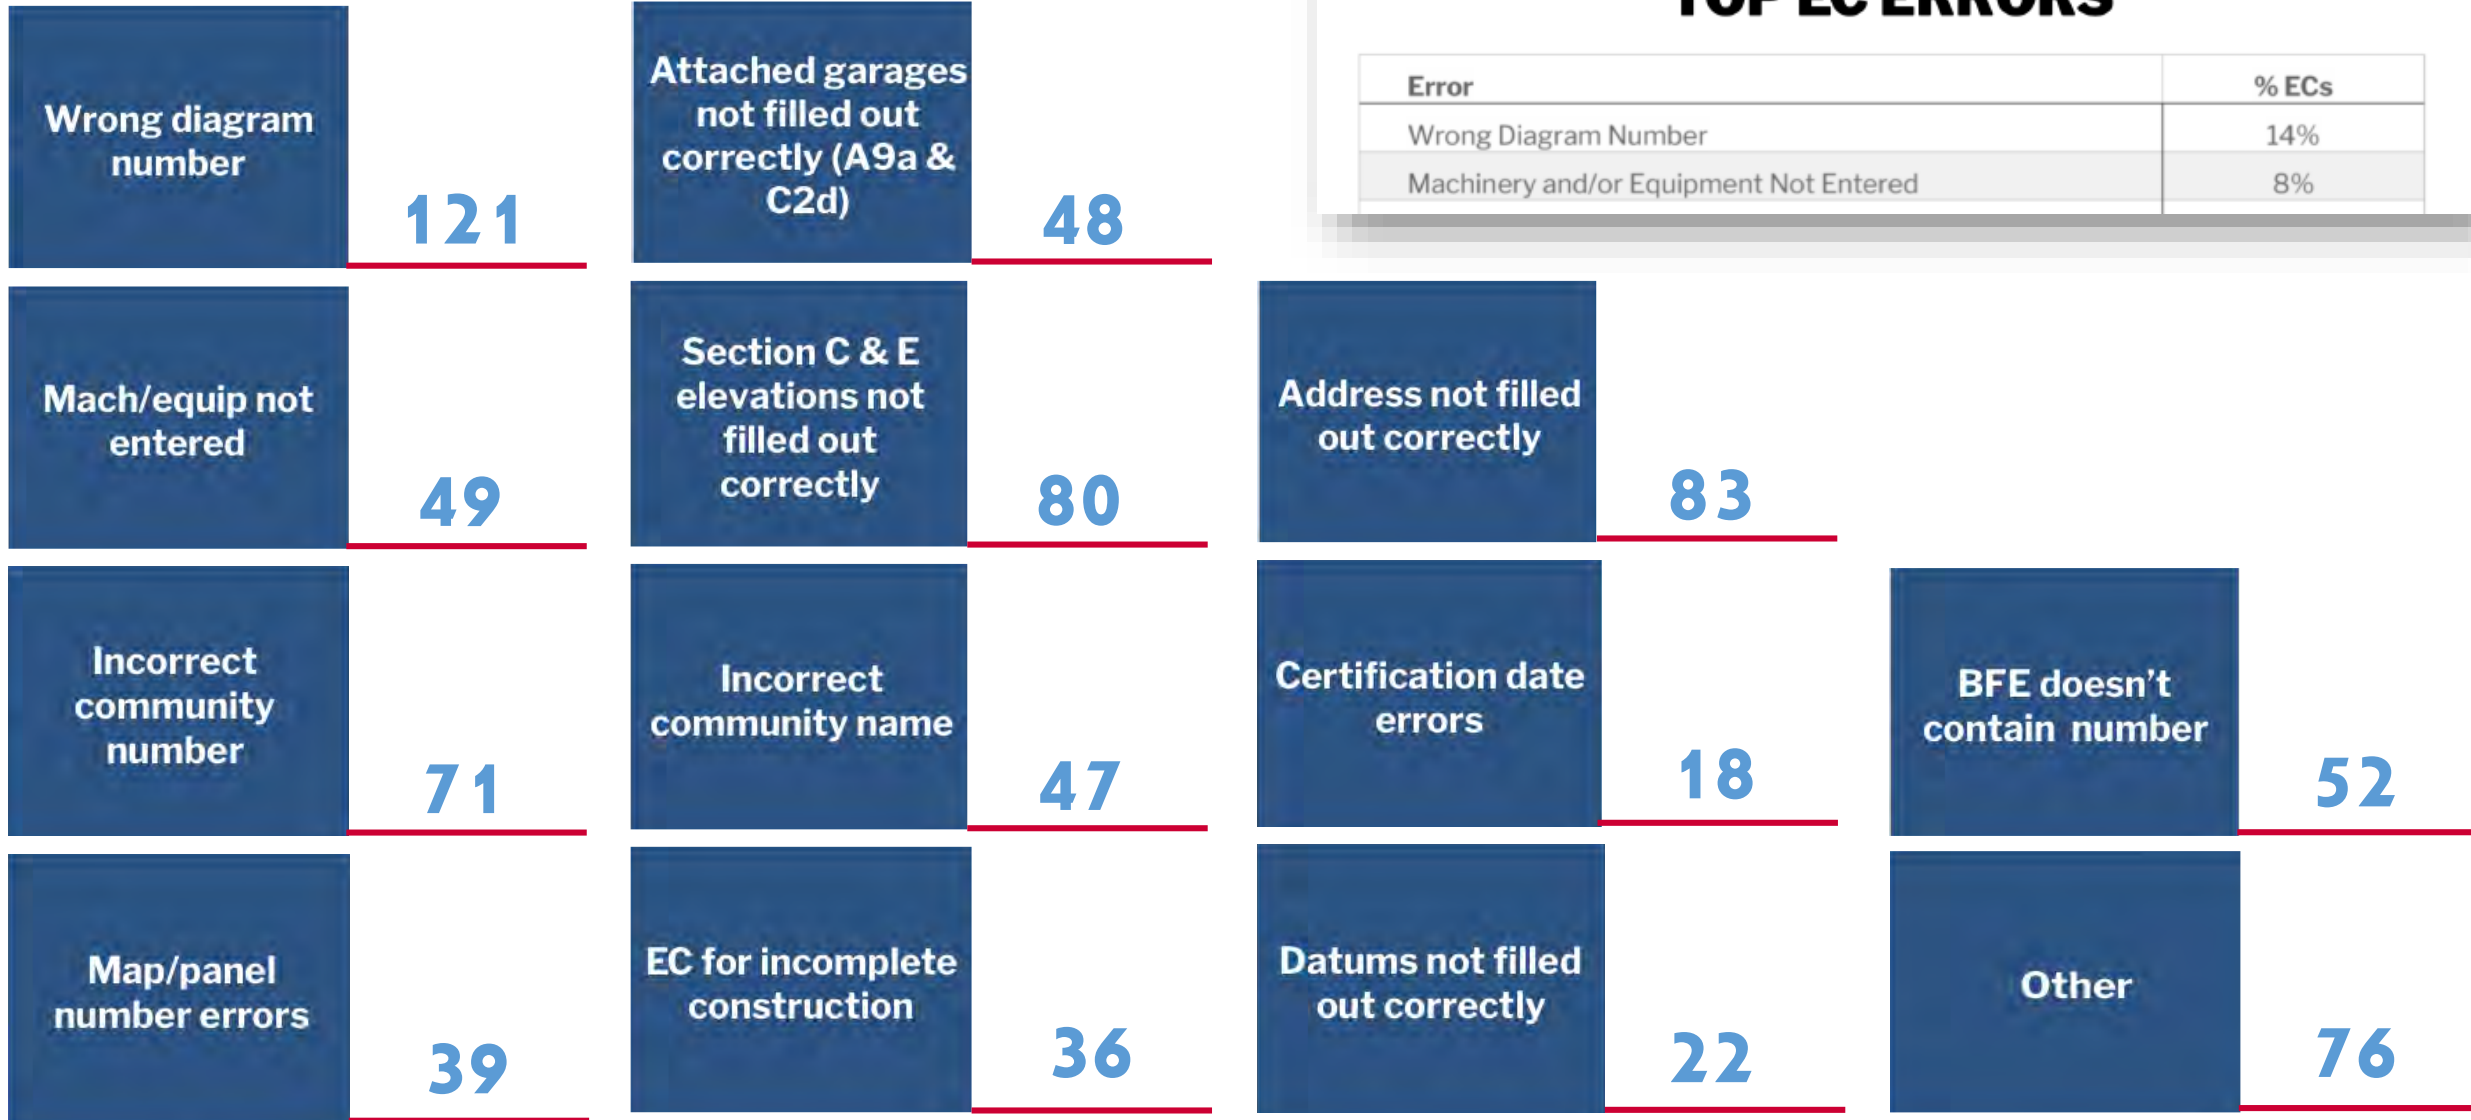 Wrong diagram
number
121
Attached garages
not filled out
correctly (A9a &
C2d)
48
TOP EC ERRORS
Error % ECs
Wrong Diagram Number 14%
Machinery and/or Equipment Not Entered 8%
Mach/equip not
entered
49
Section C & E
elevations not
filled out
correctly
80
Address not filled
out correctly
83
Incorrect
community
number
71
Incorrect
community name
47
Certification date
errors
18
BFE doesn't
contain number
52
Map/panel
number errors
39
EC for incomplete
construction
36
Datums not filled
out correctly
22
Other
76